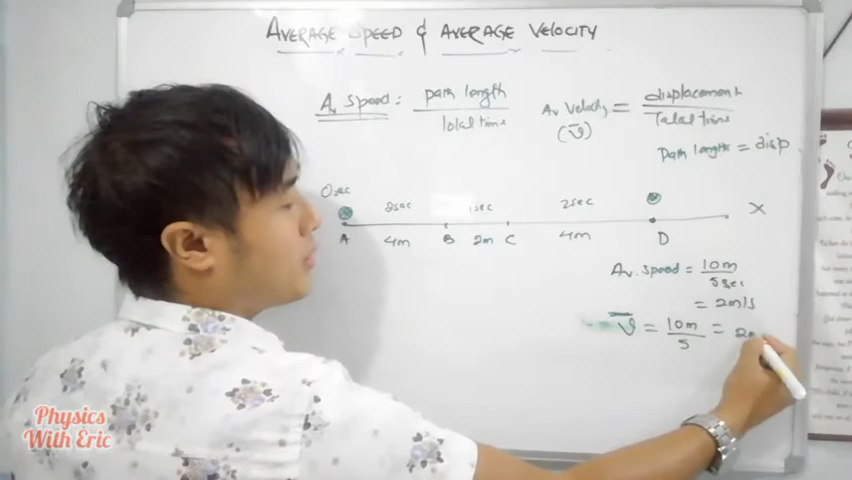 AVERAGE SPEED & AVERAGE VELOCITY
Av speed: path length / Total time
Av Velocity (v̅) = displacement / Total time
Path length = disp.
0sec
2sec 1sec 2sec
A B C D X
4m 2m 4m
Av. speed = 10m / 5sec
= 2m/s
v̅ = 10m / 5 = 2m
Physics
With Eric